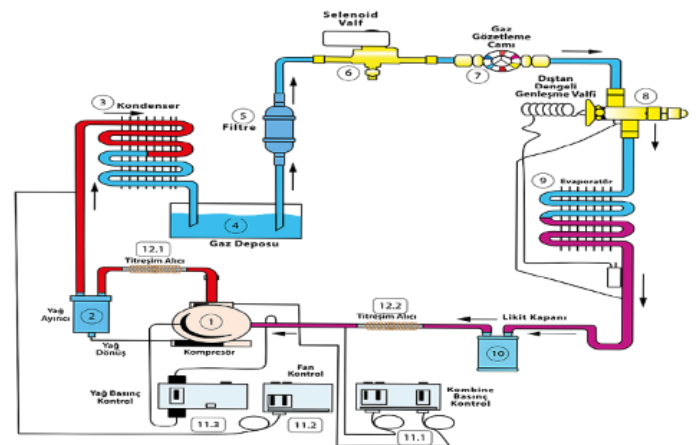 Selenoid
Valf
6
Gaz
Gözetleme
Camı
7
Dıştan
Dengeli
Genleşme Valfi
8
3
Kondenser
5
Filtre
9
Evaporatör
4
Gaz Deposu
12.1
Titreşim Alıcı
Yağ
Ayırıcı
2
1
12.2
Titreşim Alıcı
Likit Kapanı
10
Yağ
Dönüş
Kompresör
Fan
Kontrol
Yağ Basınç
Kontrol
11.3
11.2
Kombine
Basınç
Kontrol
11.1